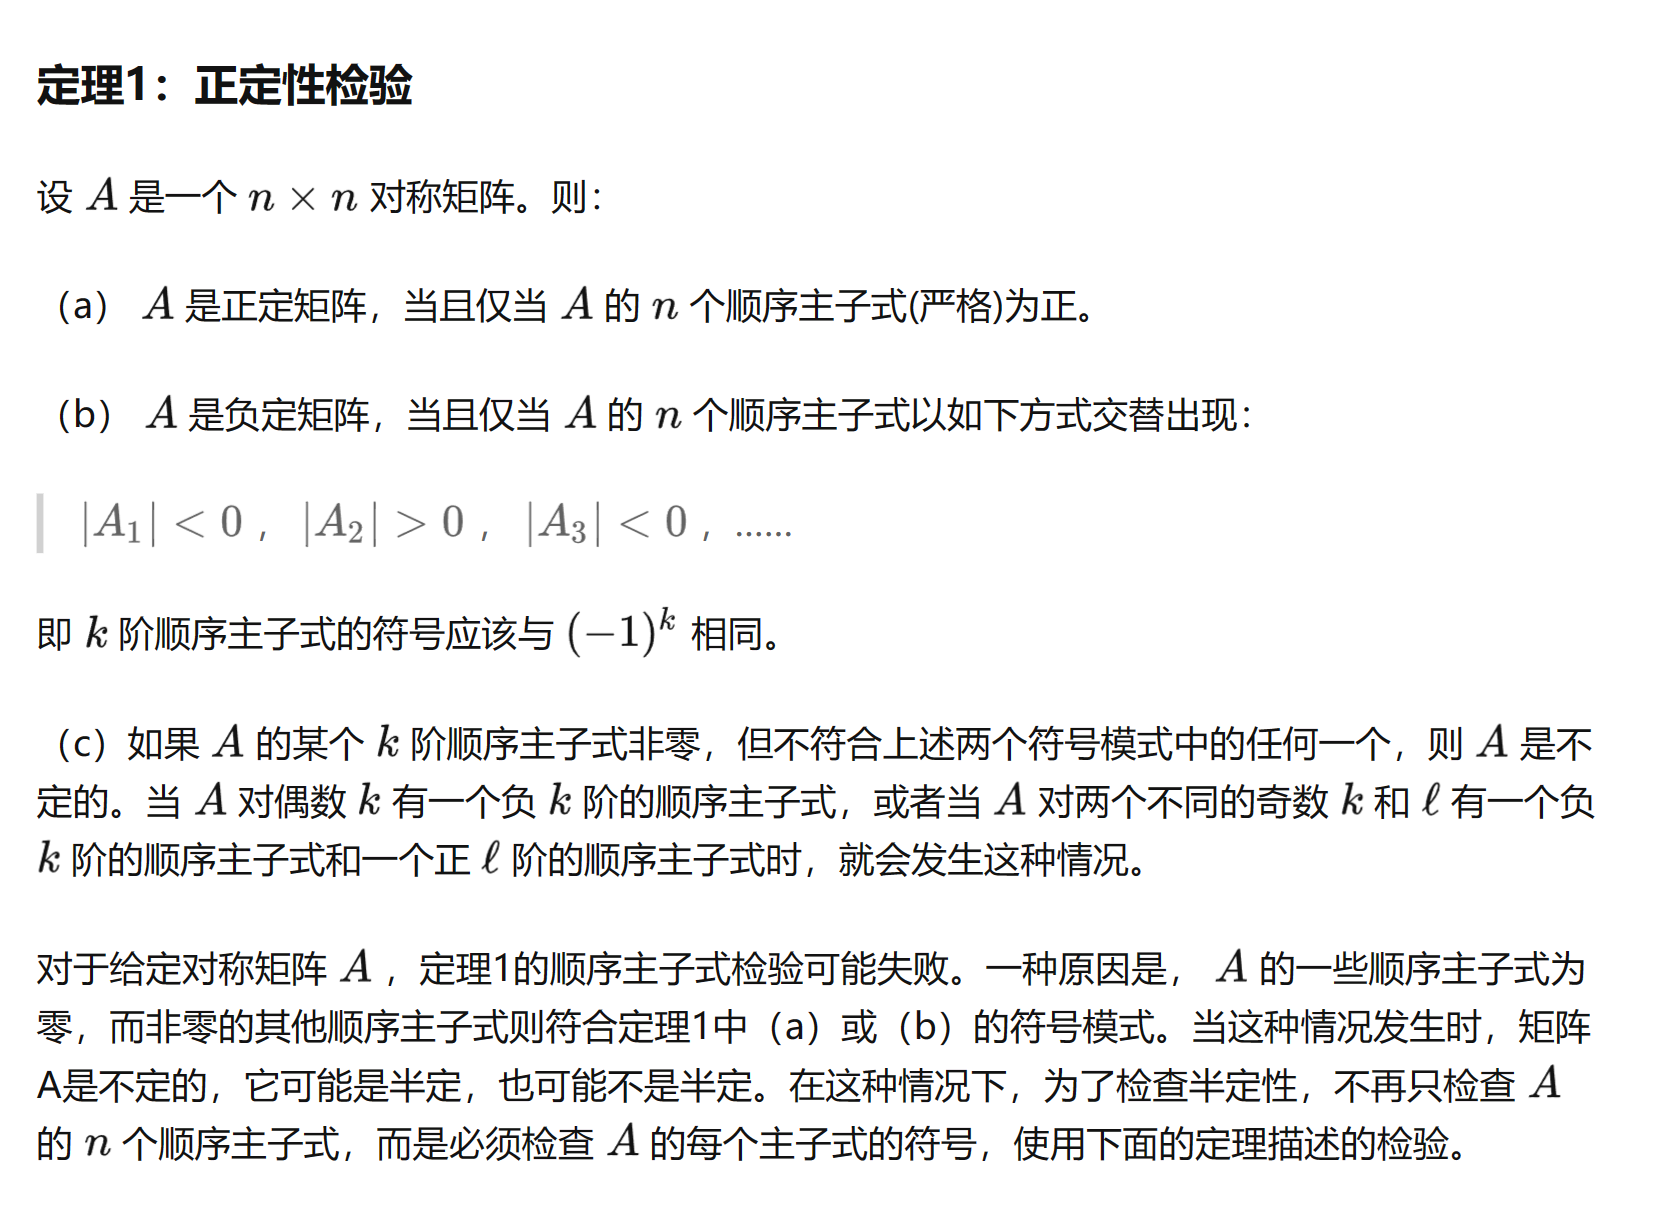 定理1：正定性检验
设 A 是一个 n × n 对称矩阵。则：
（a） A 是正定矩阵，当且仅当 A 的 n 个顺序主子式(严格)为正。
（b） A 是负定矩阵，当且仅当 A 的 n 个顺序主子式以如下方式交替出现：
|A₁| < 0 ， |A₂| > 0 ， |A₃| < 0 ，……
即 k 阶顺序主子式的符号应该与 (−1)ᵏ 相同。
（c）如果 A 的某个 k 阶顺序主子式非零，但不符合上述两个符号模式中的任何一个，则 A 是不
定的。当 A 对偶数 k 有一个负 k 阶的顺序主子式，或者当 A 对两个不同的奇数 k 和 ℓ 有一个负
k 阶的顺序主子式和一个正 ℓ 阶的顺序主子式时，就会发生这种情况。
对于给定对称矩阵 A ，定理1的顺序主子式检验可能失败。一种原因是， A 的一些顺序主子式为
零，而非零的其他顺序主子式则符合定理1中（a）或（b）的符号模式。当这种情况发生时，矩阵
A是不定的，它可能是半定，也可能不是半定。在这种情况下，为了检查半定性，不再只检查 A
的 n 个顺序主子式，而是必须检查 A 的每个主子式的符号，使用下面的定理描述的检验。